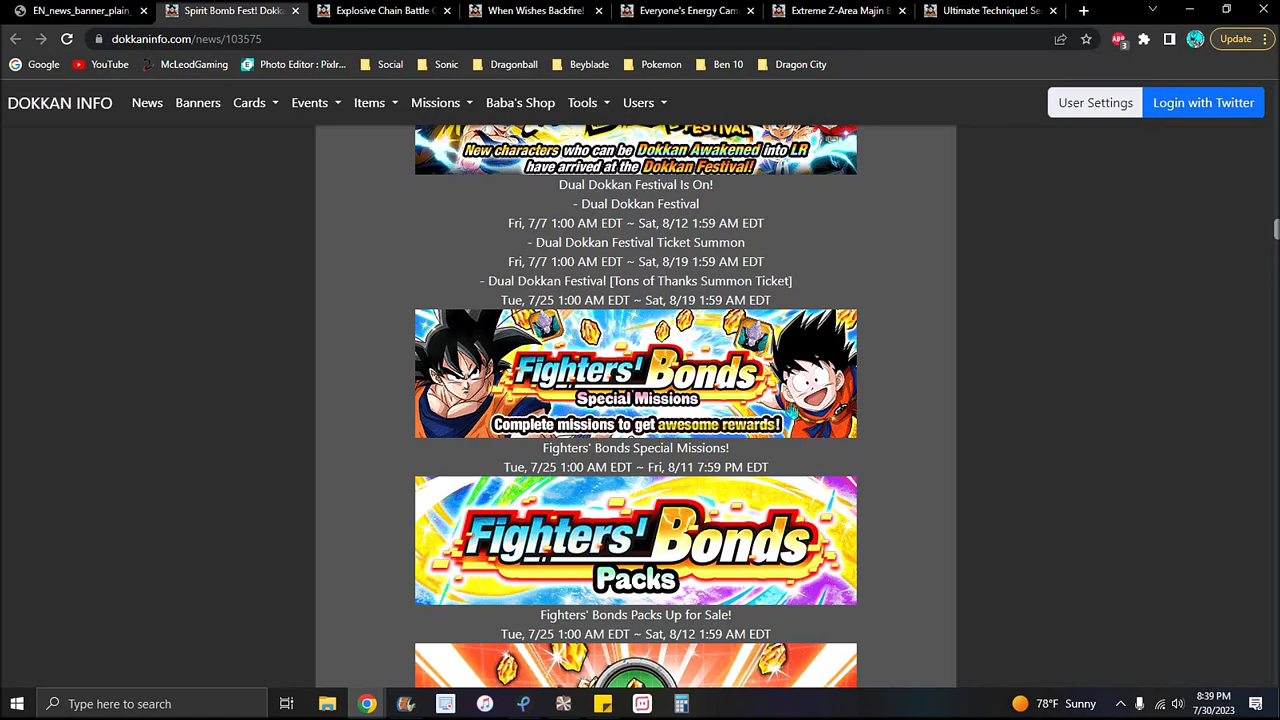 EN_news_banner_plain_
Spirit Bomb Fest! Dokk
Explosive Chain Battle C
When Wishes Backfire!
Everyone's Energy Cam
Extreme Z-Area Majin B
Ultimate Technique! Se
dokkaninfo.com/news/103575
3
Update
Google
YouTube
McLeodGaming
Photo Editor : Pixlr...
Social
Sonic
Dragonball
Beyblade
Pokemon
Ben 10
Dragon City
DOKKAN INFO
News
Banners
Cards
Events
Items
Missions
Baba's Shop
Tools
Users
User Settings
Login with Twitter
FESTIVAL
New characters who can be Dokkan Awakened into LR
have arrived at the Dokkan Festival!
Dual Dokkan Festival Is On!
- Dual Dokkan Festival
Fri, 7/7 1:00 AM EDT ~ Sat, 8/12 1:59 AM EDT
- Dual Dokkan Festival Ticket Summon
Fri, 7/7 1:00 AM EDT ~ Sat, 8/19 1:59 AM EDT
- Dual Dokkan Festival [Tons of Thanks Summon Ticket]
Tue, 7/25 1:00 AM EDT ~ Sat, 8/19 1:59 AM EDT
Fighters' Bonds
Special Missions
Complete missions to get awesome rewards!
Fighters' Bonds Special Missions!
Tue, 7/25 1:00 AM EDT ~ Fri, 8/11 7:59 PM EDT
Fighters' Bonds
Packs
Fighters' Bonds Packs Up for Sale!
Tue, 7/25 1:00 AM EDT ~ Sat, 8/12 1:59 AM EDT
Type here to search
78°F Sunny
8:39 PM
7/30/2023